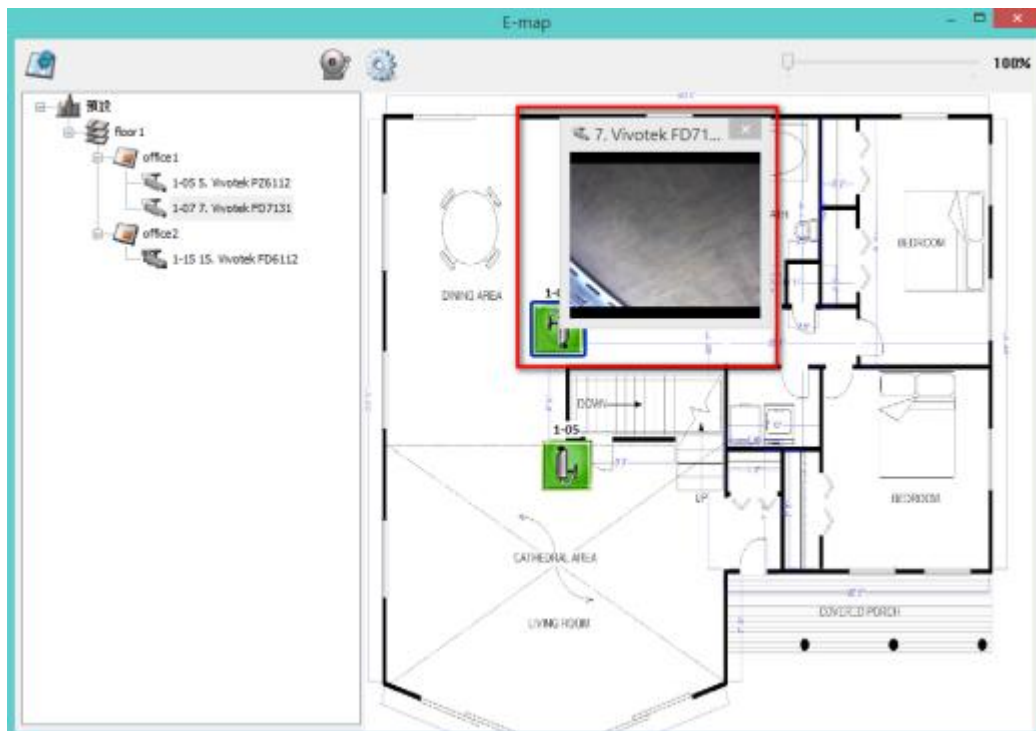 E-map
100%
預設
floor1
office1
1-05 5. Vivotek PZ6112
1-07 7. Vivotek FD7131
office2
1-15 15. Vivotek FD6112
7. Vivotek FD71...
DINING AREA
BEDROOM
DOWN
1-05
UP
BEDROOM
CATHEDRAL AREA
LIVING ROOM
COVERED PORCH